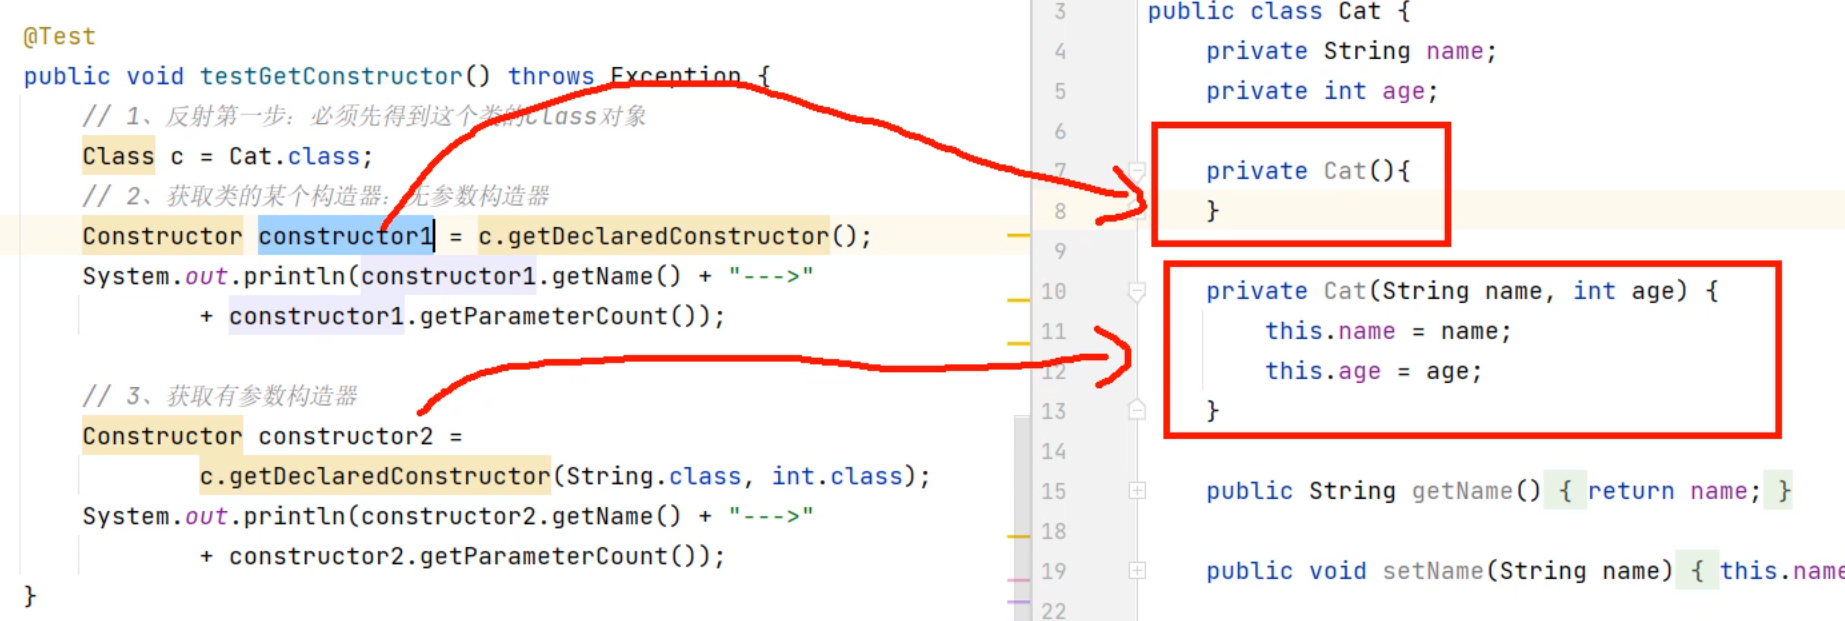 @Test
public void testGetConstructor() throws Exception {
// 1、反射第一步：必须先得到这个类的Class对象
Class c = Cat.class;
// 2、获取类的某个构造器：无参数构造器
Constructor constructor1 = c.getDeclaredConstructor();
System.out.println(constructor1.getName() + "--->"
+ constructor1.getParameterCount());
// 3、获取有参数构造器
Constructor constructor2 =
c.getDeclaredConstructor(String.class, int.class);
System.out.println(constructor2.getName() + "--->"
+ constructor2.getParameterCount());
}
3 public class Cat {
4 private String name;
5 private int age;
6
7 private Cat(){
8 }
9
10 private Cat(String name, int age) {
11 this.name = name;
12 this.age = age;
13 }
14
15 public String getName() { return name; }
18
19 public void setName(String name) { this.name
22